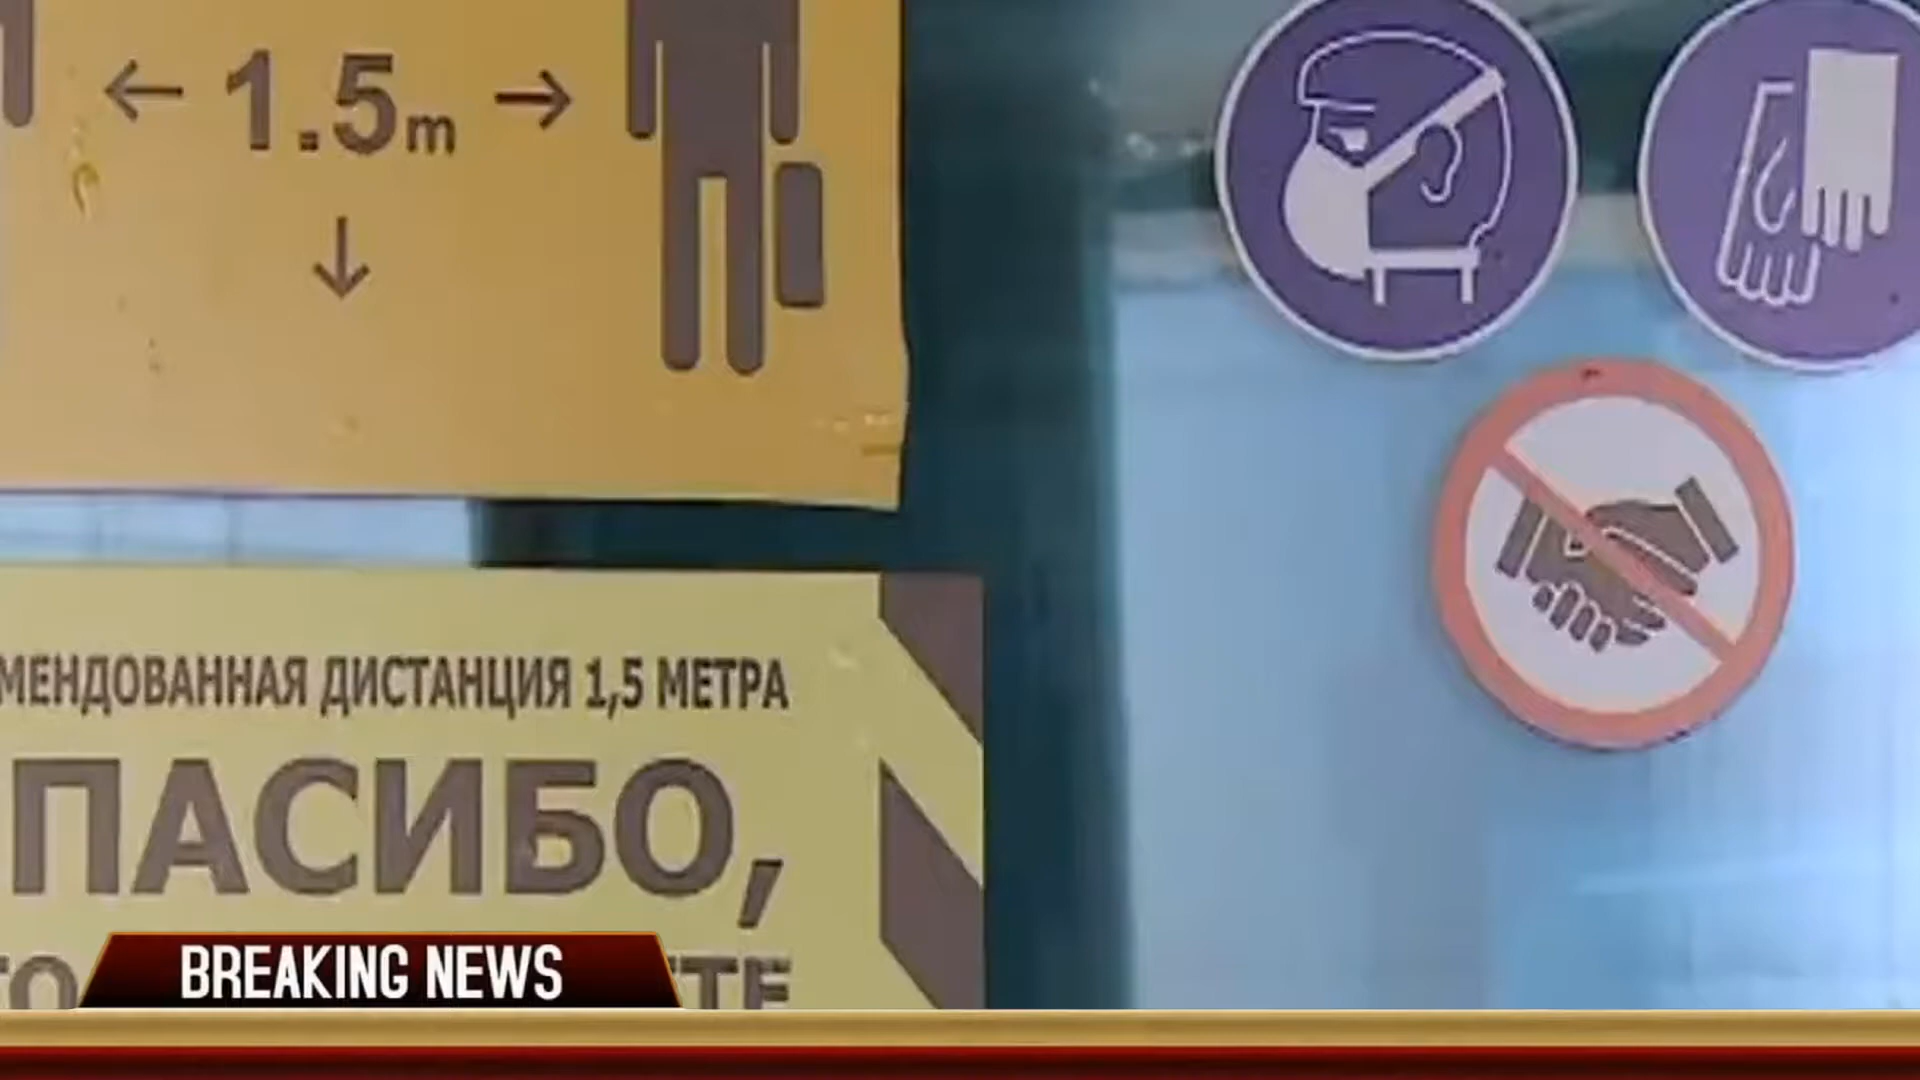 ← 1.5m →
МЕНДОВАННАЯ ДИСТАНЦИЯ 1,5 МЕТРА
ПАСИБО,
BREAKING NEWS